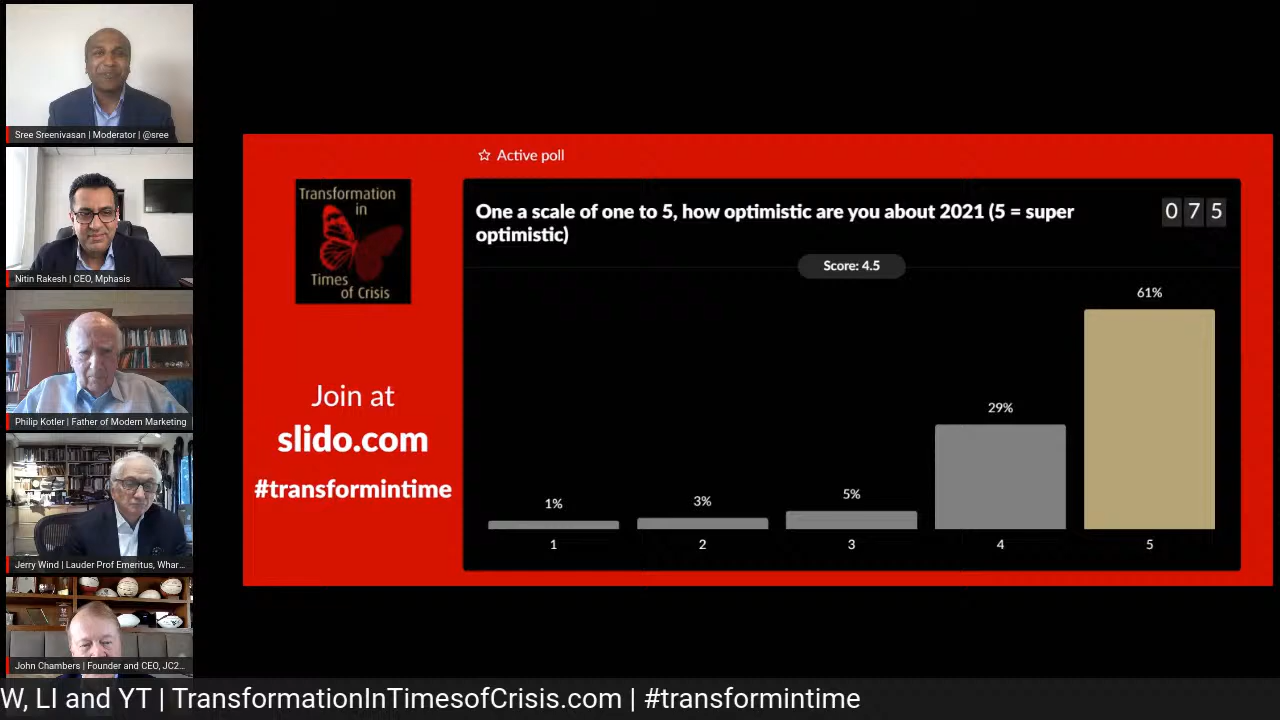 Sree Sreenivasan | Moderator | @sree
Nitin Rakesh | CEO, Mphasis
Philip Kotler | Father of Modern Marketing
Jerry Wind | Lauder Prof Emeritus, Whar...
John Chambers | Founder and CEO, JC2...
Transformation
in
Times
of Crisis
Join at
slido.com
#transformintime
Active poll
One a scale of one to 5, how optimistic are you about 2021 (5 = super
optimistic)
075
Score: 4.5
1%
3%
5%
29%
61%
1
2
3
4
5
W, LI and YT | TransformationInTimesofCrisis.com | #transformintime